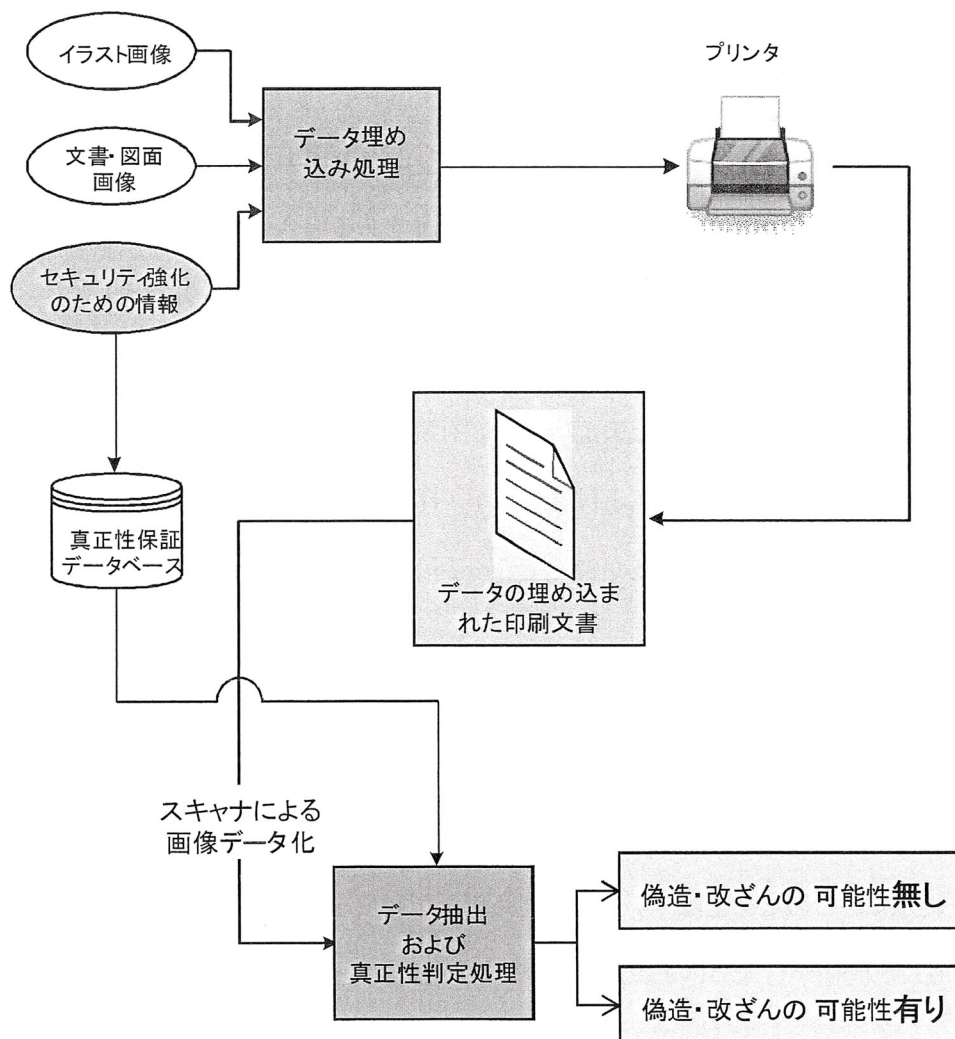 イラスト画像
プリンタ
データ埋め
込み処理
文書・図面
画像
セキュリティ強化
のための情報
真正性保証
データベース
データの埋め込ま
れた印刷文書
スキャナによる
画像データ化
データ抽出
および
真正性判定処理
偽造・改ざんの 可能性無し
偽造・改ざんの 可能性有り